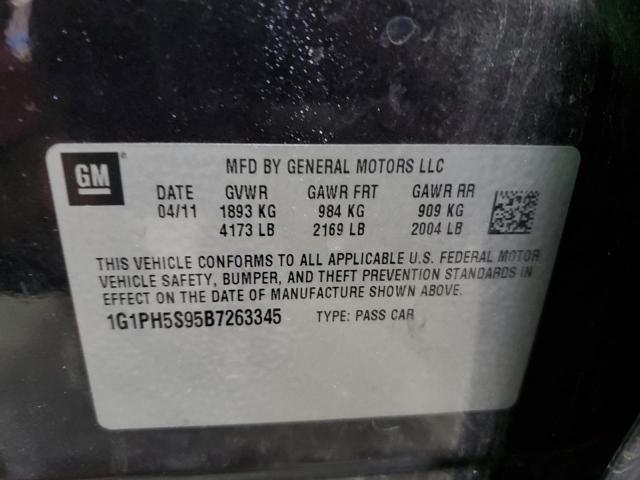 GM
MFD BY GENERAL MOTORS LLC
DATE GVWR GAWR FRT GAWR RR
04/11 1893 KG 984 KG 909 KG
4173 LB 2169 LB 2004 LB
THIS VEHICLE CONFORMS TO ALL APPLICABLE U.S. FEDERAL MOTOR
VEHICLE SAFETY, BUMPER, AND THEFT PREVENTION STANDARDS IN
EFFECT ON THE DATE OF MANUFACTURE SHOWN ABOVE.
1G1PH5S95B7263345 TYPE: PASS CAR